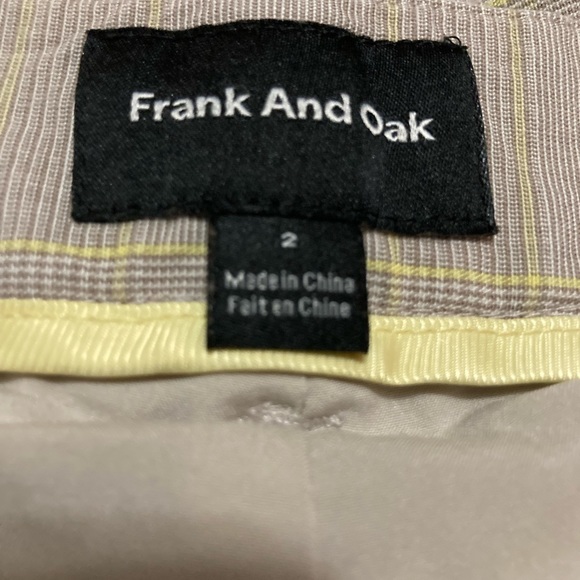 Frank And Oak
2
Made in China
Fait en Chine